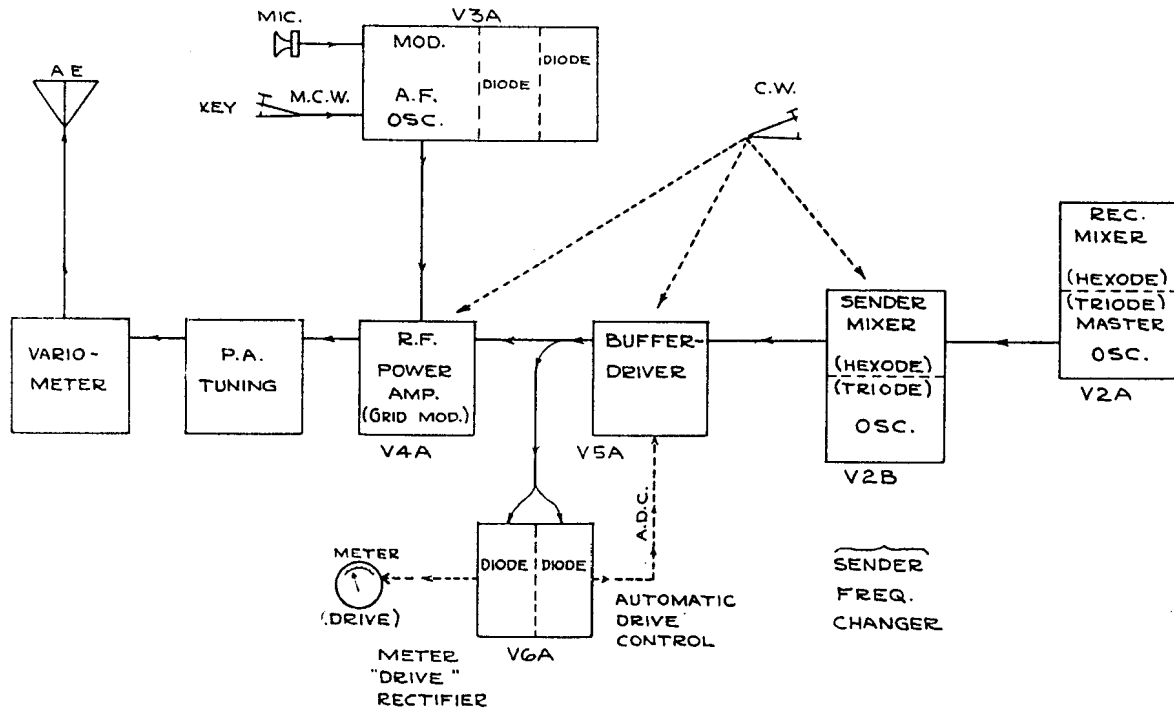 V3A
MIC.
MOD.
DIODE
DIODE
A E
KEY
M.C.W.
A.F.
OSC.
C.W.
REC.
MIXER
(HEXODE)
(TRIODE)
MASTER
OSC.
V2A
SENDER
MIXER
(HEXODE)
(TRIODE)
OSC.
V2B
BUFFER-
DRIVER
V5A
R.F.
POWER
AMP.
(GRID MOD.)
V4A
P.A.
TUNING
VARIO-
METER
A.D.C.
METER
(DRIVE)
DIODE
DIODE
V6A
AUTOMATIC
DRIVE
CONTROL
METER
"DRIVE"
RECTIFIER
SENDER
FREQ.
CHANGER